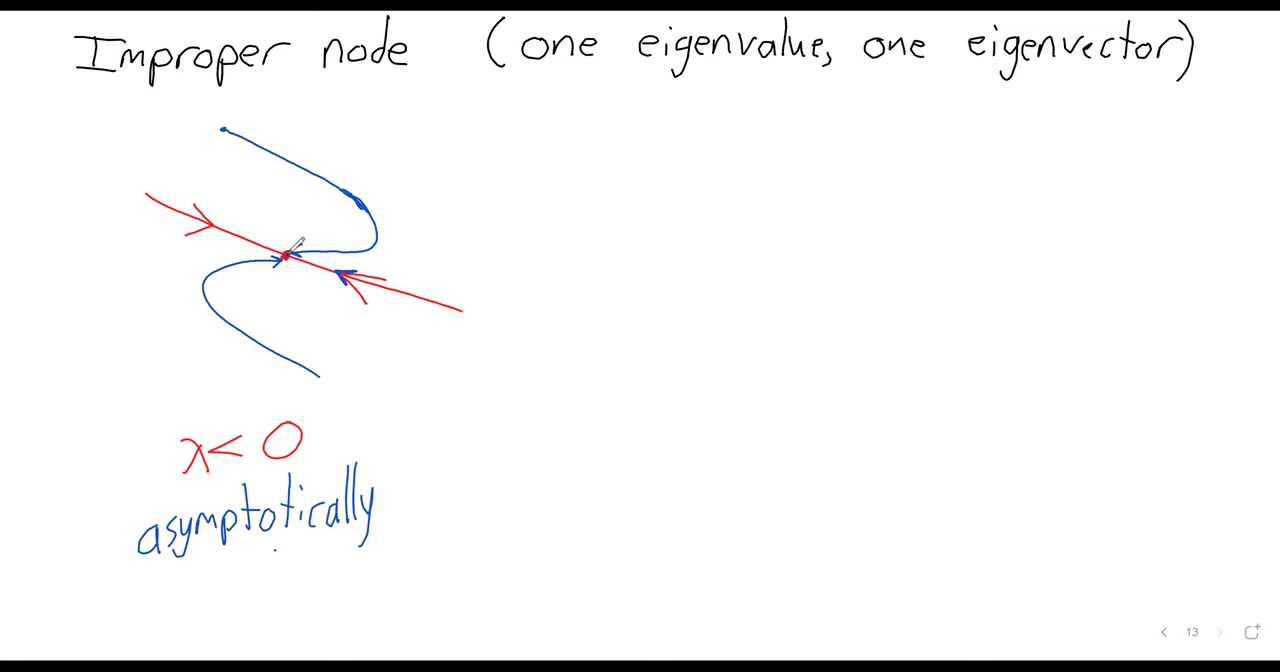 Improper node (one eigenvalue, one eigenvector)
λ < 0
asymptotically
13